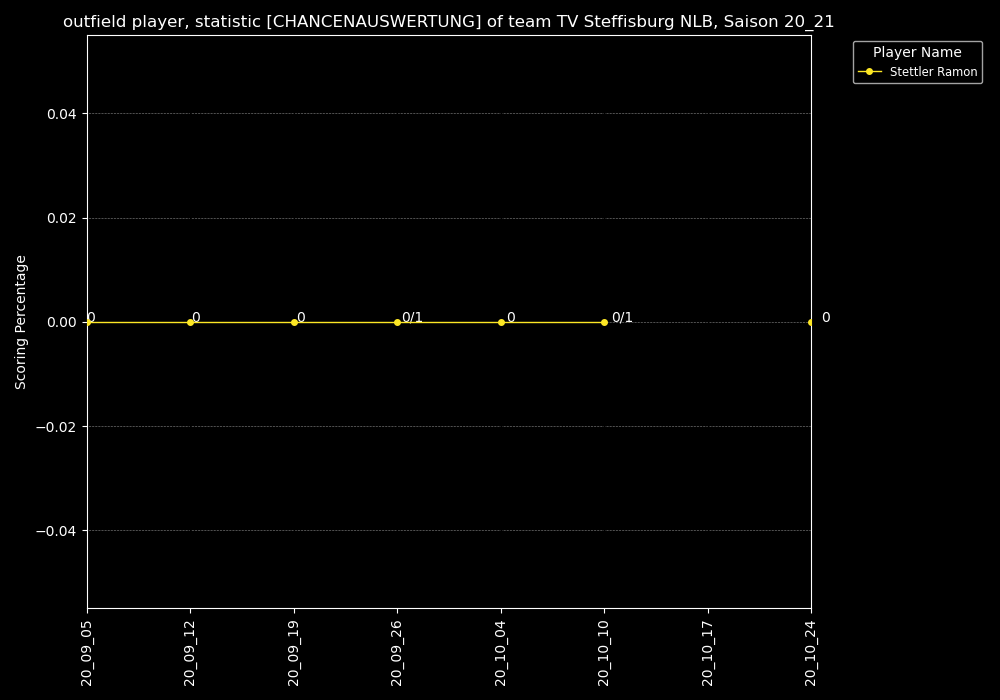 outfield player, statistic [CHANCENAUSWERTUNG] of team TV Steffisburg NLB, Saison 20_21
Player Name
Stettler Ramon
Scoring Percentage
0.04
0.02
0.00
−0.02
−0.04
0 0 0 0/1 0 0/1 0
20_09_05
20_09_12
20_09_19
20_09_26
20_10_04
20_10_10
20_10_17
20_10_24